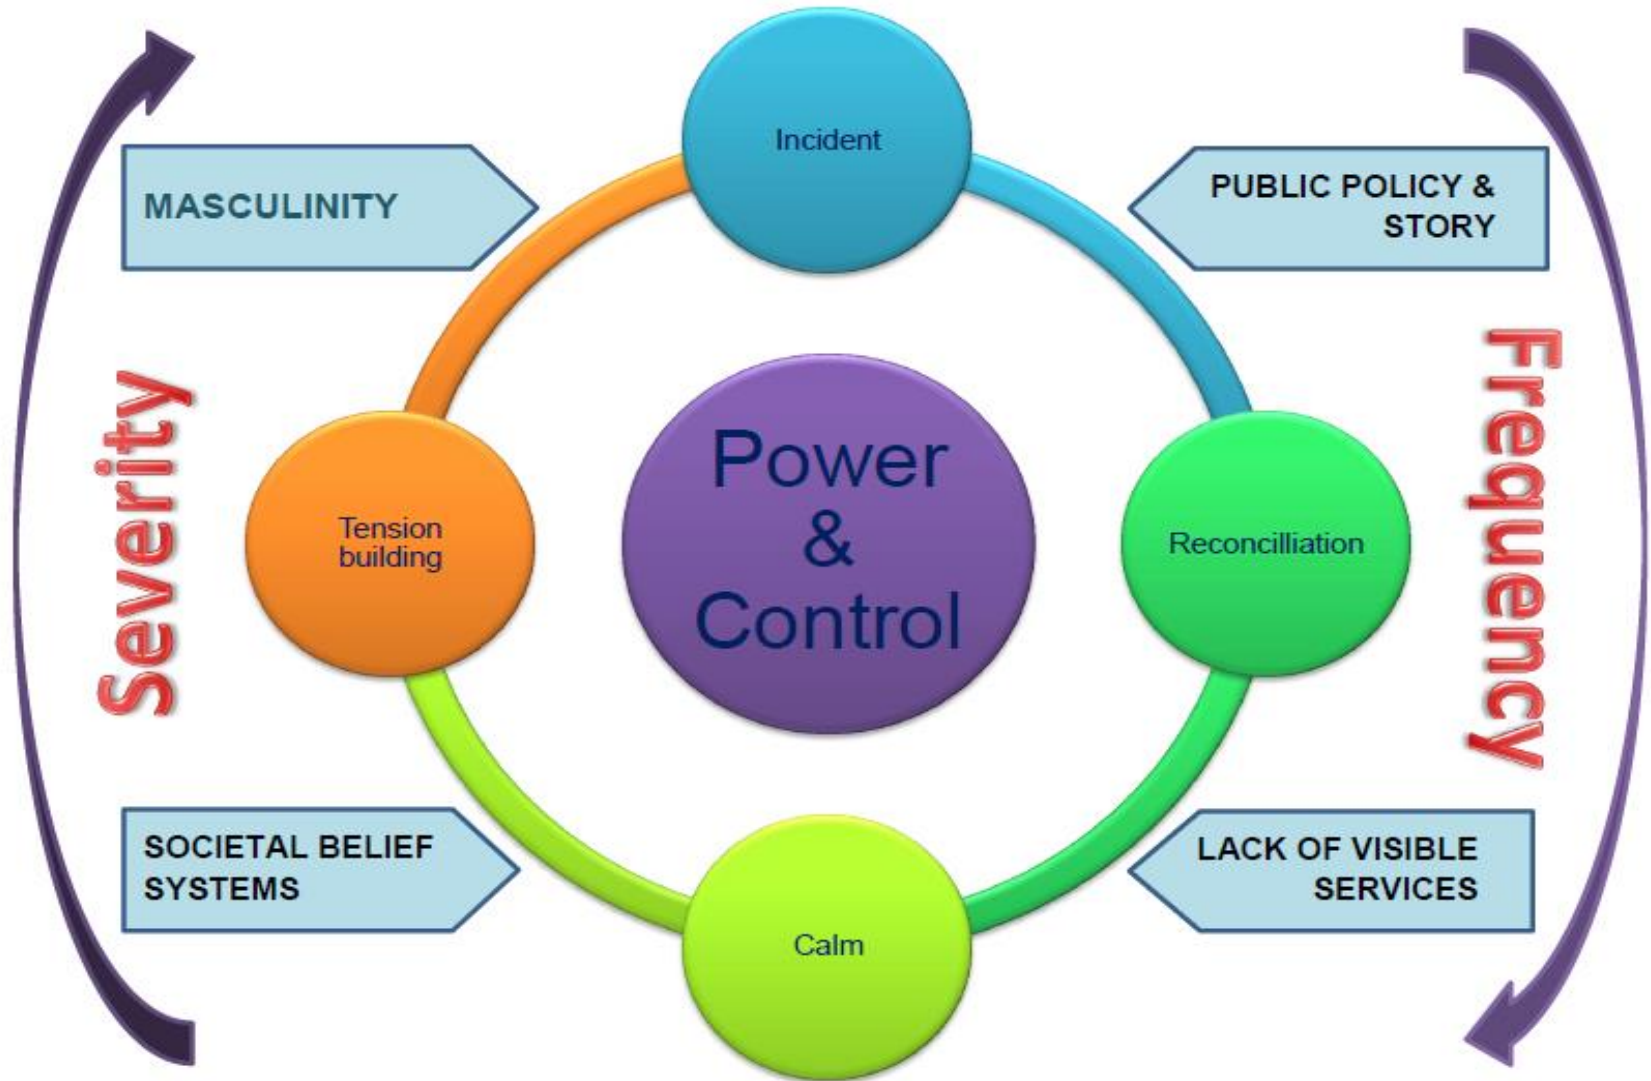 Incident
MASCULINITY
PUBLIC POLICY &
STORY
Severity
Tension
building
Power
&
Control
Reconcilliation
Frequency
SOCIETAL BELIEF
SYSTEMS
LACK OF VISIBLE
SERVICES
Calm